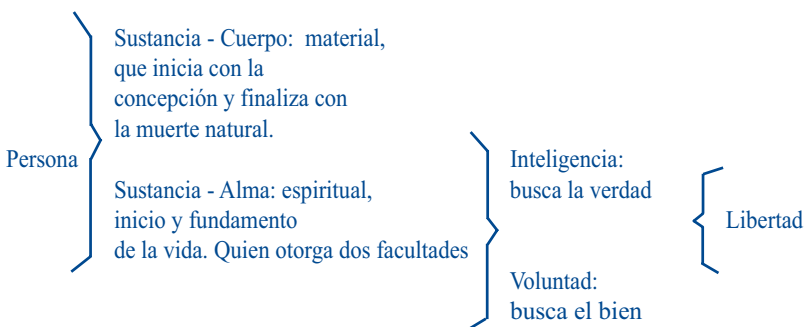 Persona
Sustancia - Cuerpo: material,
que inicia con la
concepción y finaliza con
la muerte natural.
Sustancia - Alma: espiritual,
inicio y fundamento
de la vida. Quien otorga dos facultades
Inteligencia:
busca la verdad
Voluntad:
busca el bien
Libertad